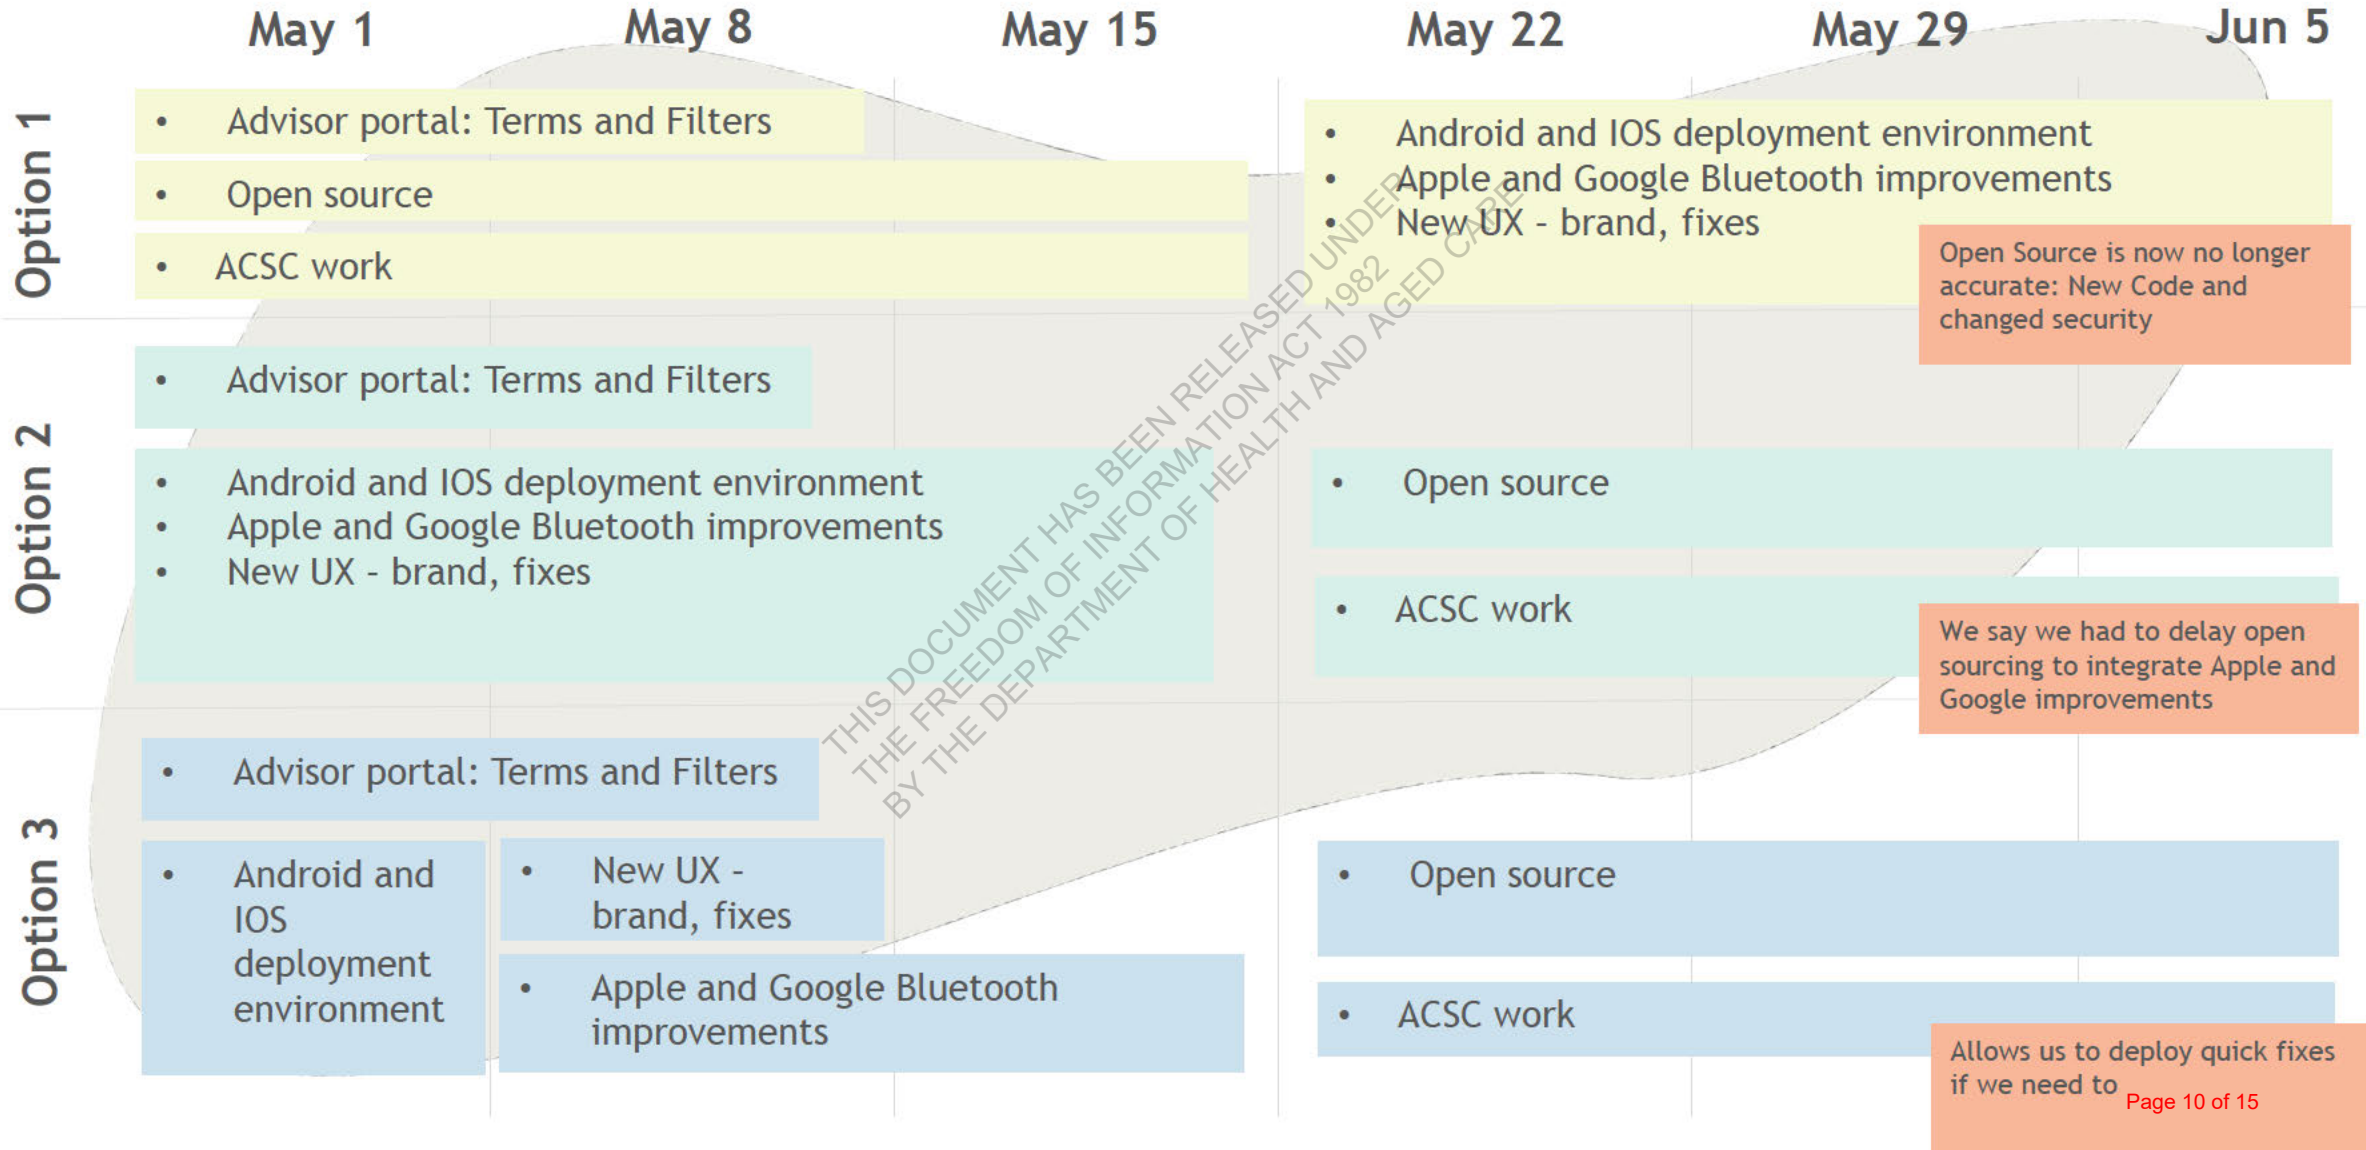 May 1
May 8
May 15
May 22
May 29
Jun 5
Option 1
• Advisor portal: Terms and Filters
• Open source
• ACSC work
• Android and IOS deployment environment
• Apple and Google Bluetooth improvements
• New UX - brand, fixes
Open Source is now no longer
accurate: New Code and
changed security
Option 2
• Advisor portal: Terms and Filters
• Android and IOS deployment environment
• Apple and Google Bluetooth improvements
• New UX - brand, fixes
• Open source
• ACSC work
We say we had to delay open
sourcing to integrate Apple and
Google improvements
Option 3
• Advisor portal: Terms and Filters
• Android and
IOS
deployment
environment
• New UX -
brand, fixes
• Apple and Google Bluetooth
improvements
• Open source
• ACSC work
Allows us to deploy quick fixes
if we need to
THIS DOCUMENT HAS BEEN RELEASED UNDER
THE FREEDOM OF INFORMATION ACT 1982
BY THE DEPARTMENT OF HEALTH AND AGED CARE
Page 10 of 15